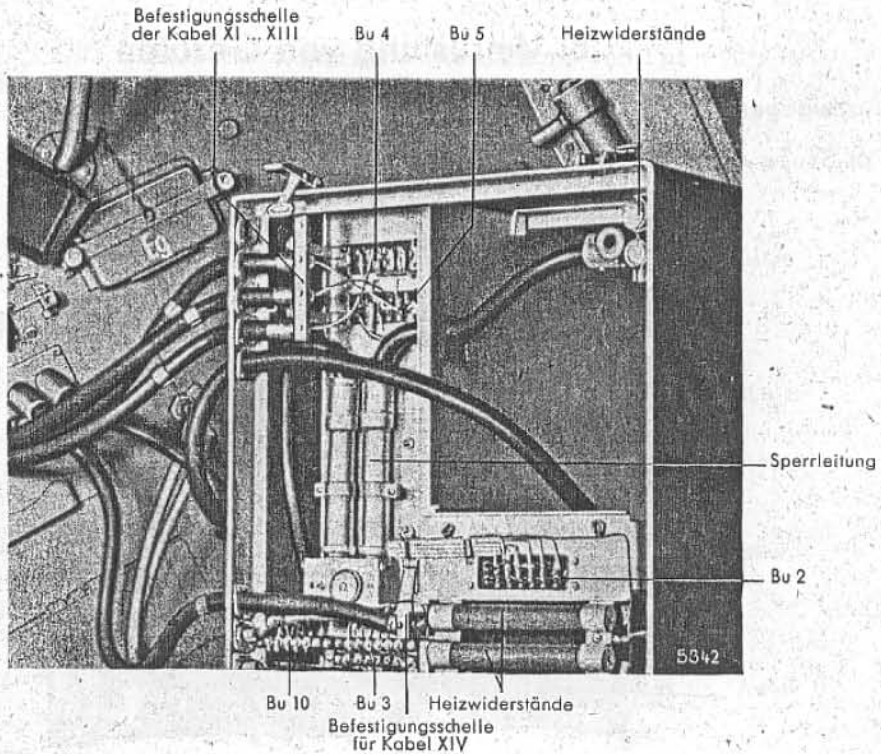 Befestigungsschelle
der Kabel XI ... XIII
Bu 4
Bu 5
Heizwiderstände
Sperrleitung
Bu 2
5342
Bu 10
Bu 3
Heizwiderstände
Befestigungsschelle
für Kabel XIV